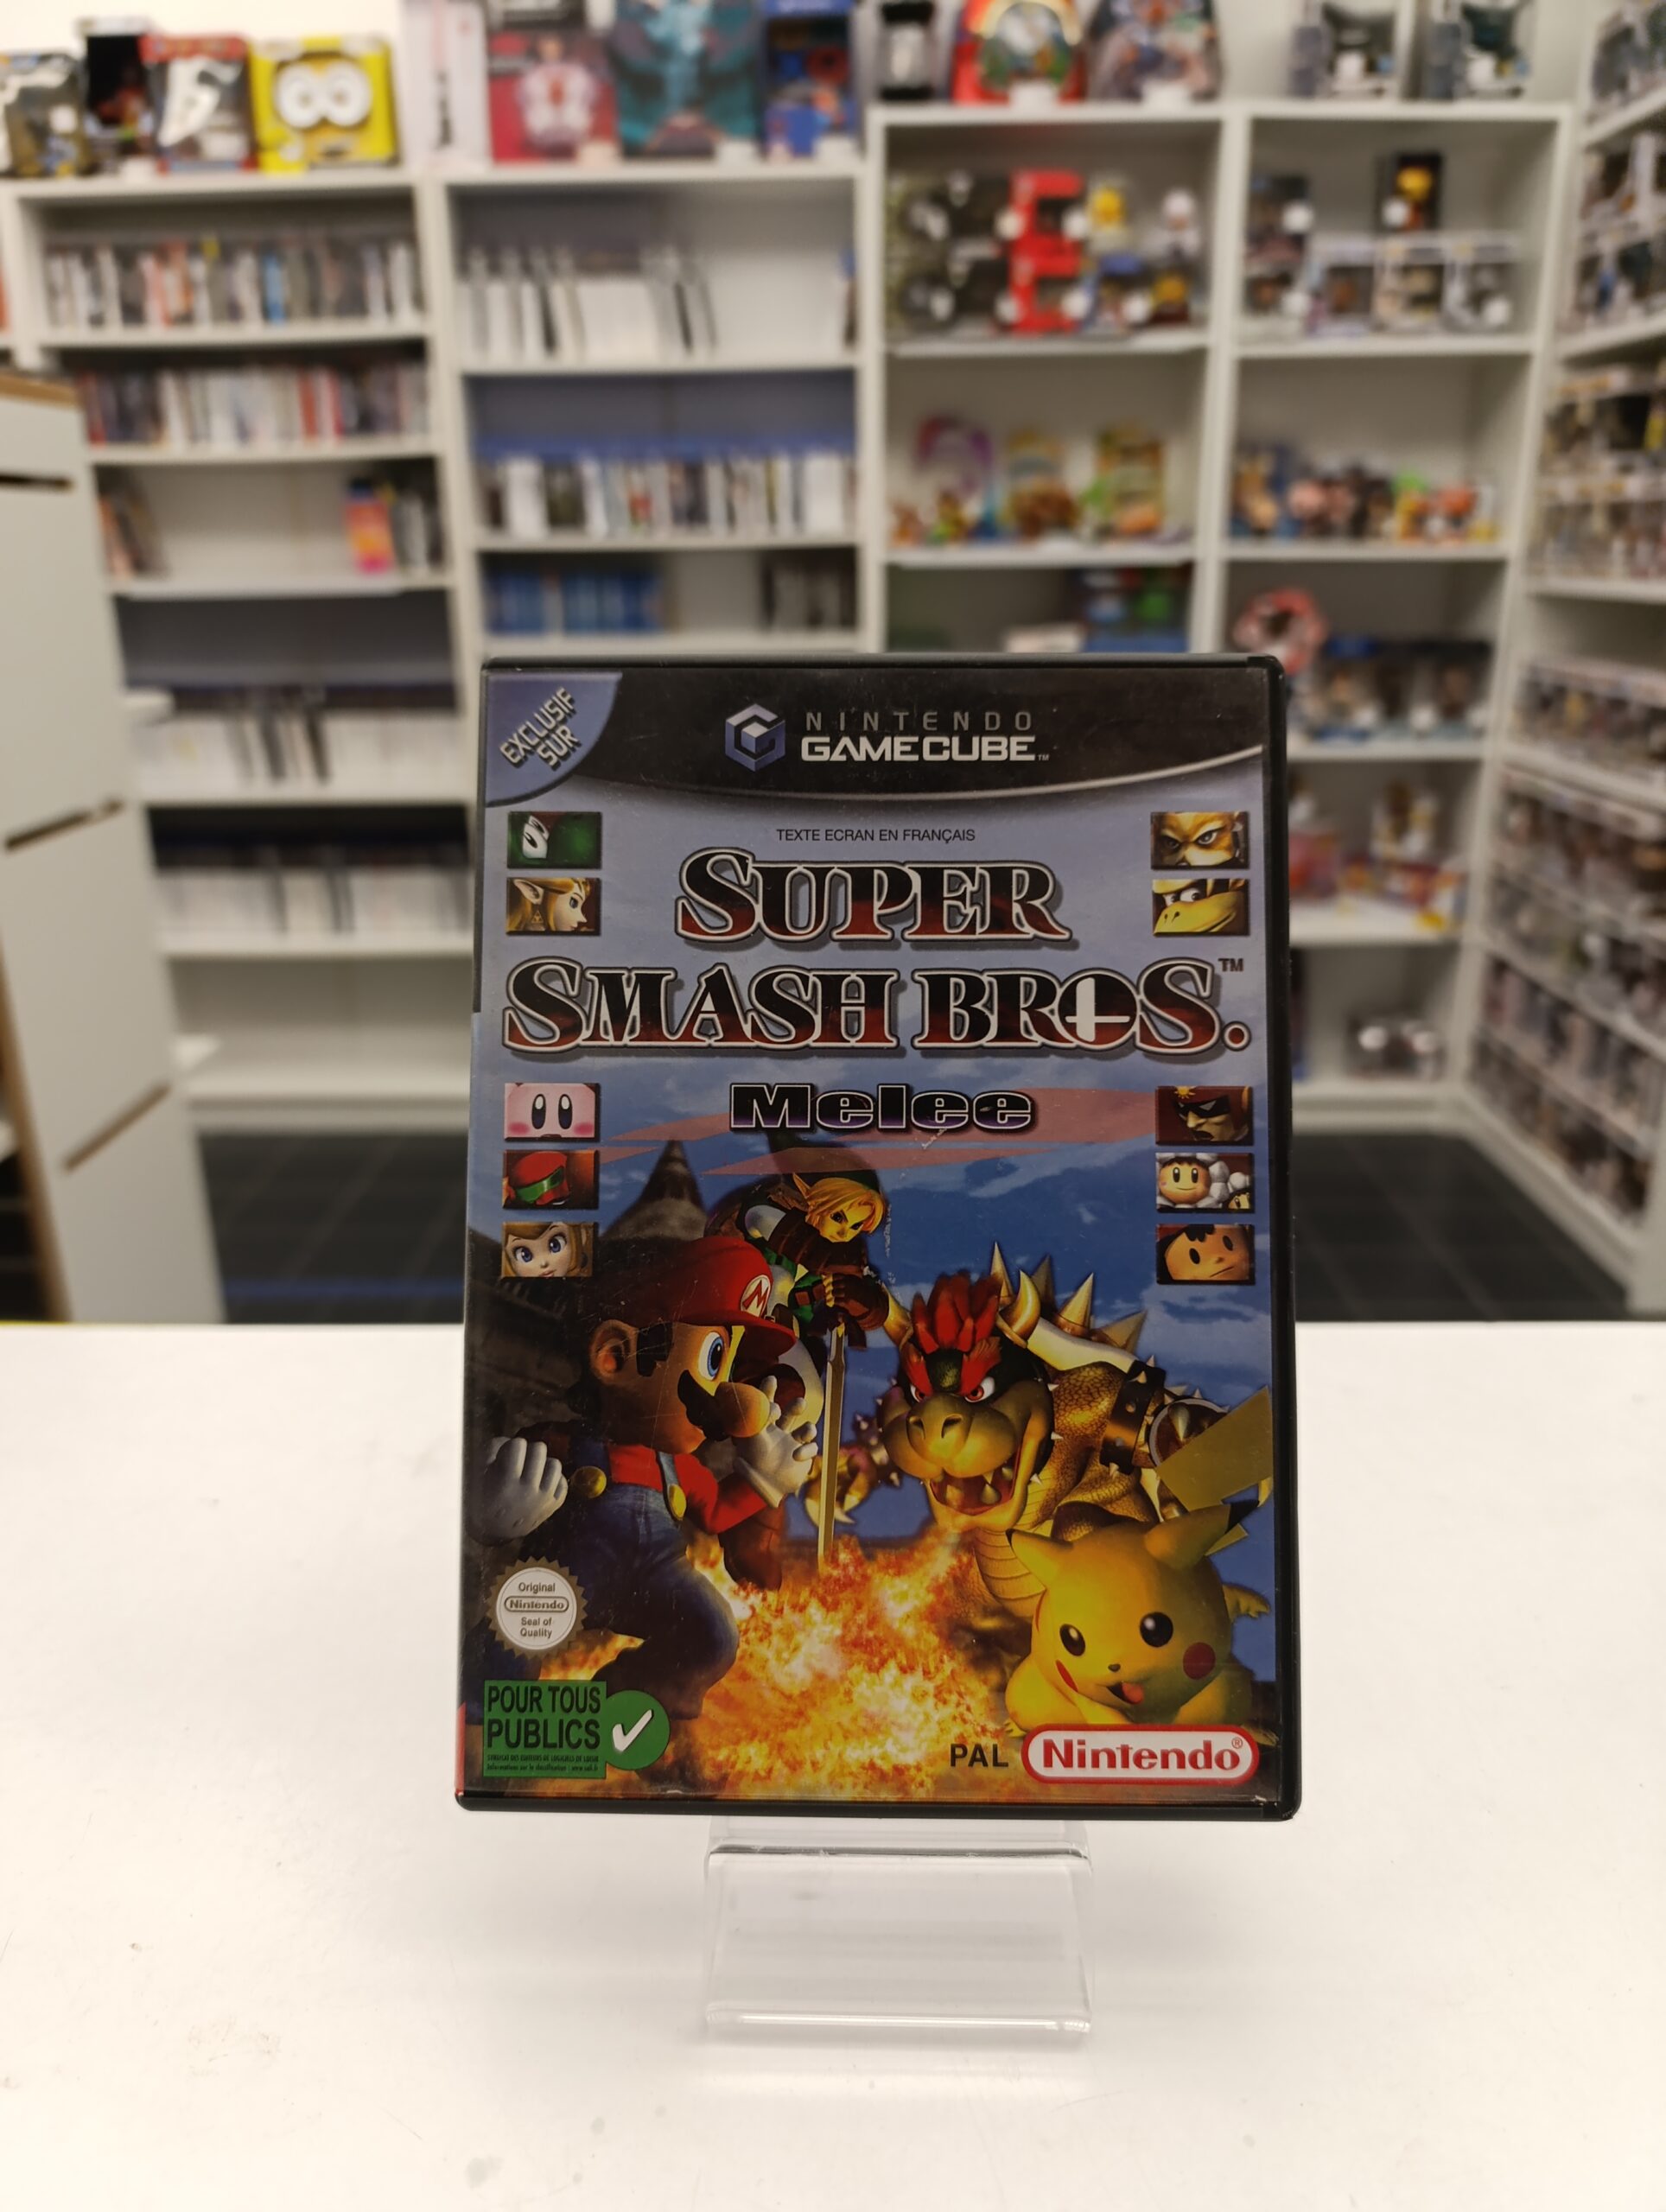 EXCLUSIF
SUR
NINTENDO
GAMECUBE™
TEXTE ECRAN EN FRANÇAIS
SUPER
SMASH BROS.™
Melee
M
Original
Nintendo
Seal of
Quality
POUR TOUS
PUBLICS
PAL
Nintendo®